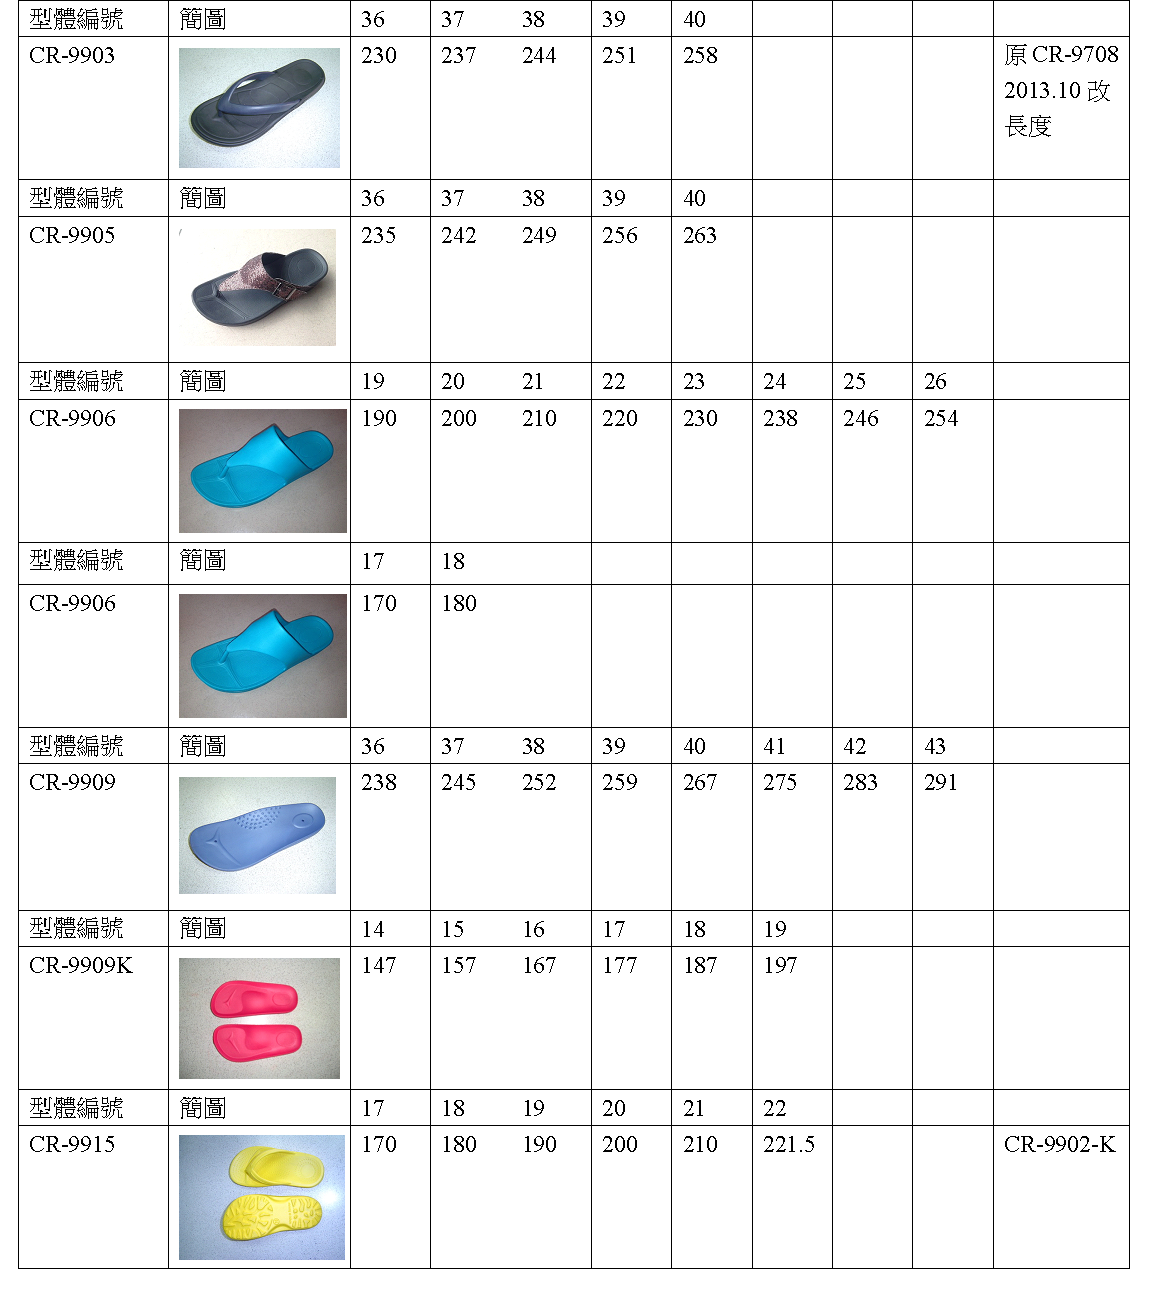 型體編號 簡圖 36 37 38 39 40
CR-9903 230 237 244 251 258 原 CR-9708
2013.10 改
長度
型體編號 簡圖 36 37 38 39 40
CR-9905 235 242 249 256 263
型體編號 簡圖 19 20 21 22 23 24 25 26
CR-9906 190 200 210 220 230 238 246 254
型體編號 簡圖 17 18
CR-9906 170 180
型體編號 簡圖 36 37 38 39 40 41 42 43
CR-9909 238 245 252 259 267 275 283 291
型體編號 簡圖 14 15 16 17 18 19
CR-9909K 147 157 167 177 187 197
型體編號 簡圖 17 18 19 20 21 22
CR-9915 170 180 190 200 210 221.5 CR-9902-K